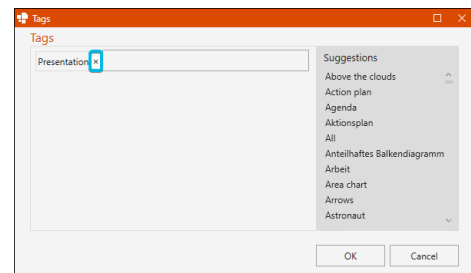 Tags
Tags
Presentation ×
Suggestions
Above the clouds
Action plan
Agenda
Aktionsplan
All
Anteilhaftes Balkendiagramm
Arbeit
Area chart
Arrows
Astronaut
OK
Cancel